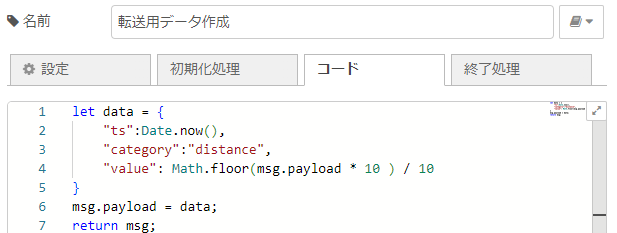 名前 転送用データ作成
設定 初期化処理 コード 終了処理
1 let data = {
2 "ts":Date.now(),
3 "category":"distance",
4 "value": Math.floor(msg.payload * 10 ) / 10
5 }
6 msg.payload = data;
7 return msg;